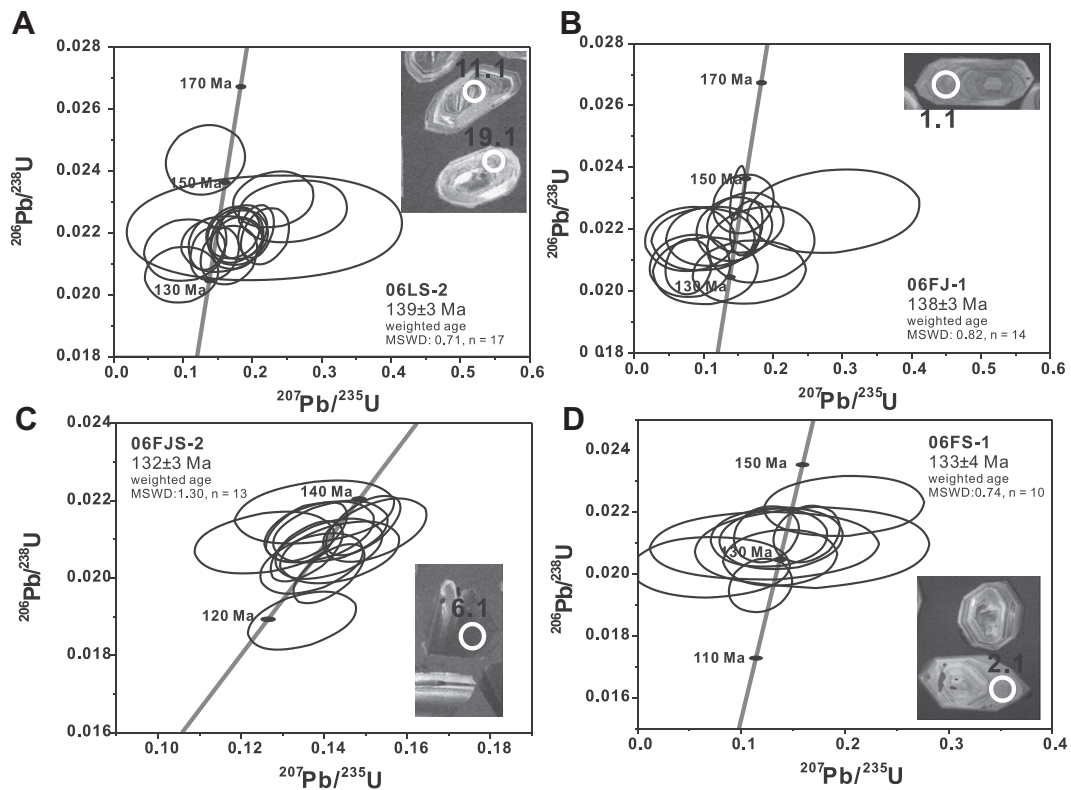 A
0.028
0.026
0.024
0.022
0.020
0.018
206Pb/238U
170 Ma
150 Ma
130 Ma
11.1
19.1
06LS-2
139±3 Ma
weighted age
MSWD: 0.71, n = 17
0.0 0.1 0.2 0.3 0.4 0.5 0.6
207Pb/235U
B
0.028
0.026
0.024
0.022
0.020
0.18
206Pb/238U
170 Ma
150 Ma
130 Ma
1.1
06FJ-1
138±3 Ma
weighted age
MSWD: 0.82, n = 14
0.0 0.1 0.2 0.3 0.4 0.5 0.6
207Pb/235U
C
0.024
0.022
0.020
0.018
0.016
206Pb/238U
06FJS-2
132±3 Ma
weighted age
MSWD:1.30, n = 13
140 Ma
120 Ma
6.1
0.10 0.12 0.14 0.16 0.18
207Pb/235U
D
0.024
0.022
0.020
0.018
0.016
206Pb/238U
150 Ma
130 Ma
110 Ma
06FS-1
133±4 Ma
weighted age
MSWD:0.74, n = 10
2.1
0.0 0.1 0.2 0.3 0.4
207Pb/235U